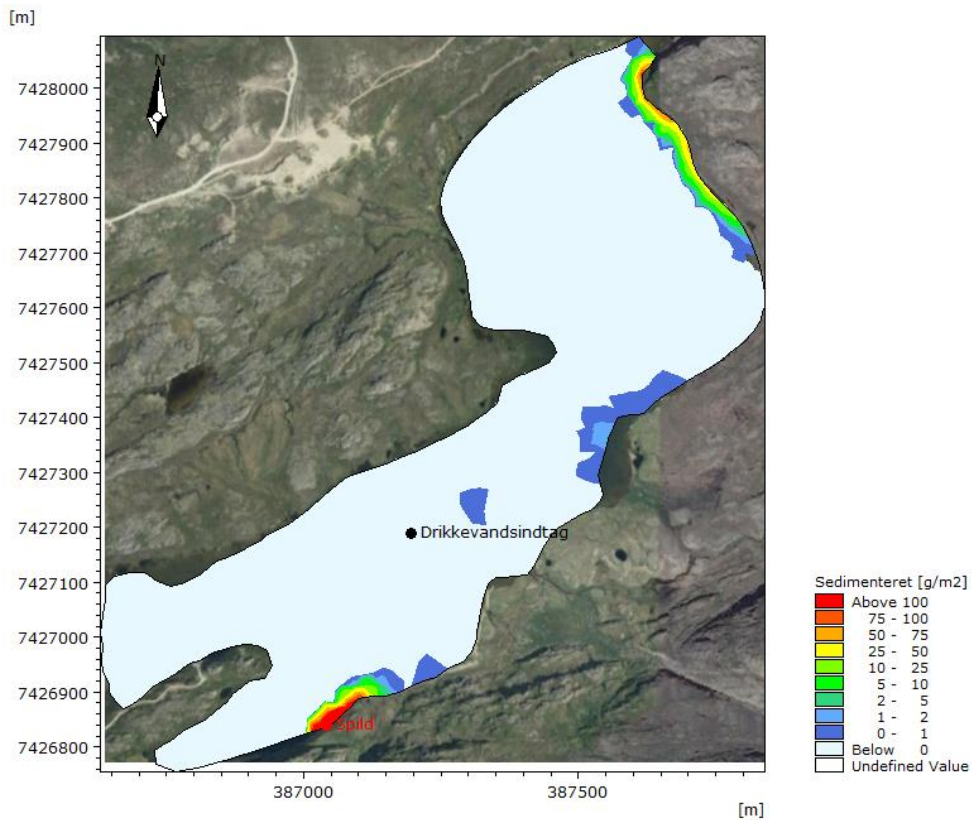 [m]
N
7428000
7427900
7427800
7427700
7427600
7427500
7427400
7427300
7427200
7427100
7427000
7426900
7426800
Drikkevandsindtag
Spild
387000
387500
[m]
Sedimenteret [g/m2]
Above 100
75 - 100
50 - 75
25 - 50
10 - 25
5 - 10
2 - 5
1 - 2
0 - 1
Below 0
Undefined Value